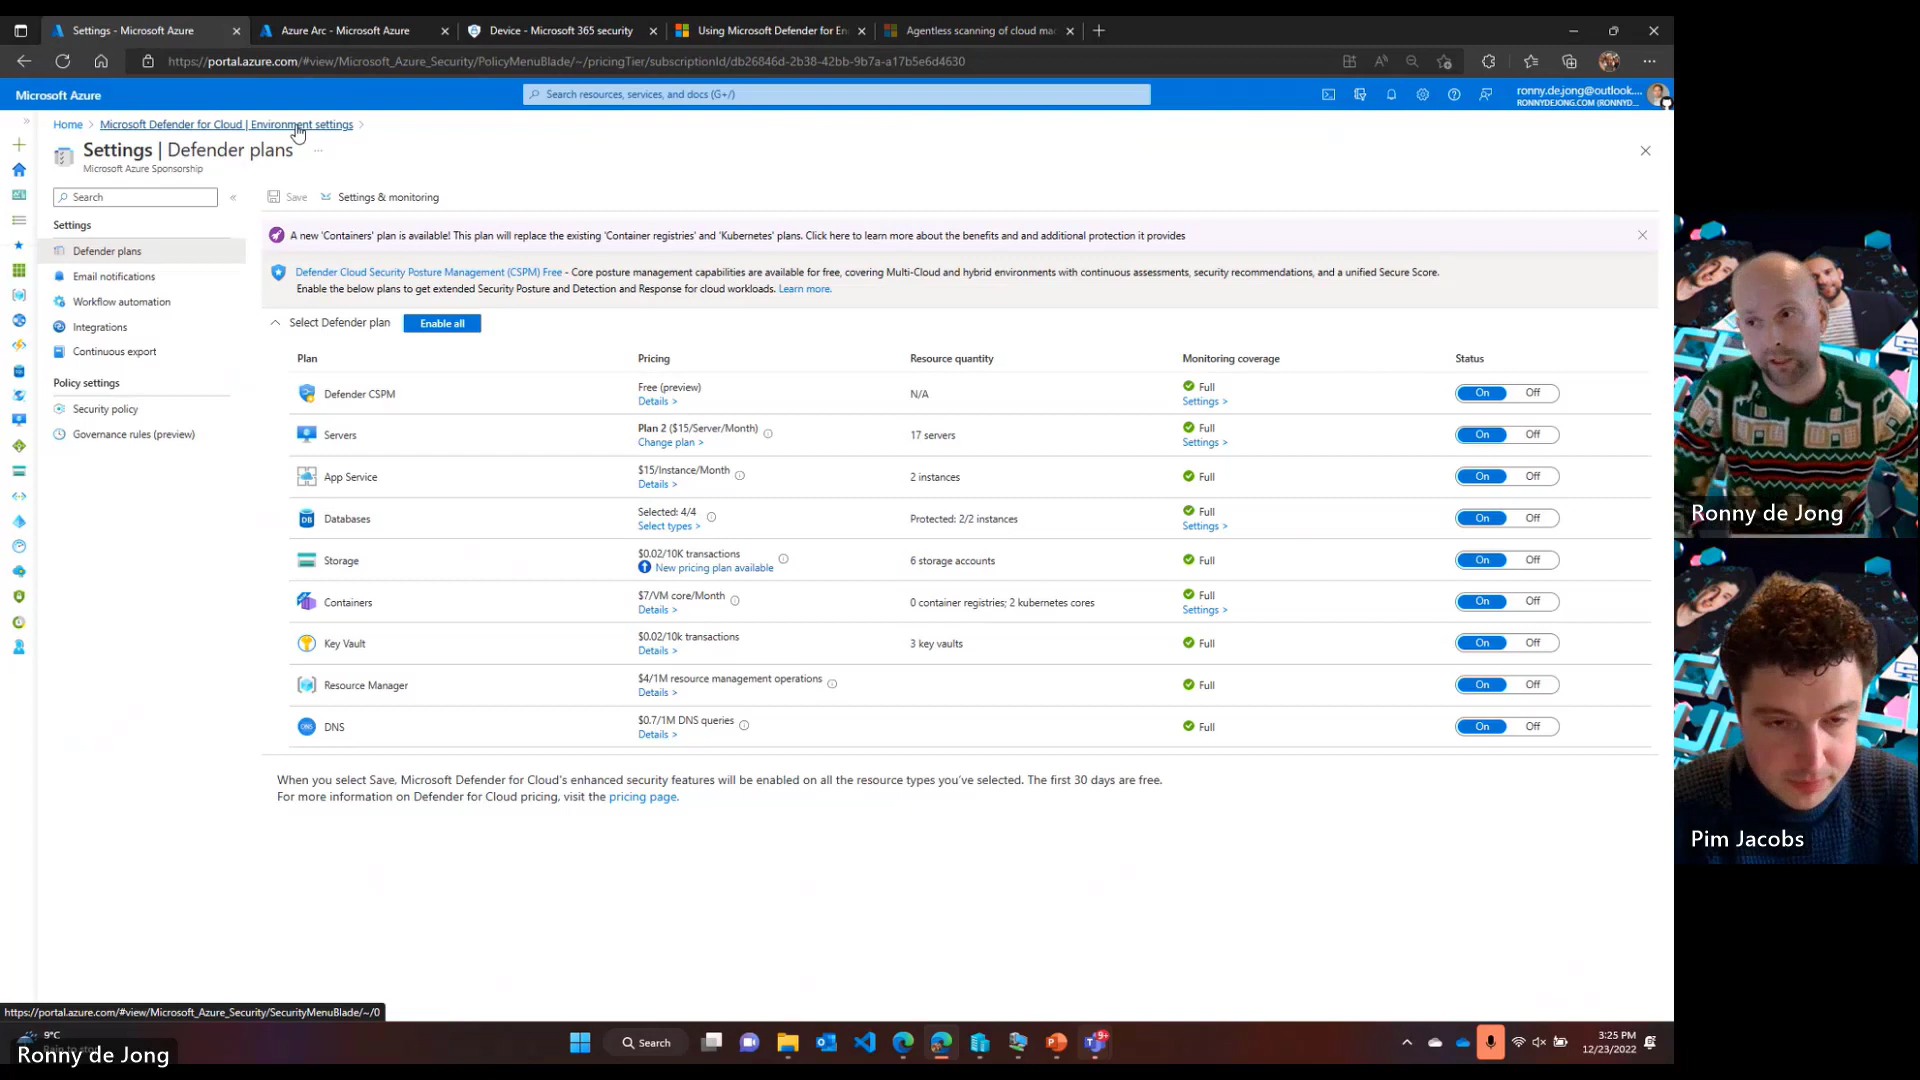 Settings - Microsoft Azure
Azure Arc - Microsoft Azure
Device - Microsoft 365 security
Using Microsoft Defender for En
Agentless scanning of cloud ma
https://portal.azure.com/#view/Microsoft_Azure_Security/PolicyMenuBlade/~/pricingTier/subscriptionId/db26846d-2b38-42bb-9b7a-a17b5e6d4630
Microsoft Azure
Search resources, services, and docs (G+/)
ronny.de.jong@outlook....
RONNYDEJONG.COM (RONNYD...
Home > Microsoft Defender for Cloud | Environment settings >
Settings | Defender plans ...
Microsoft Azure Sponsorship
Search
«
Save
Settings & monitoring
Settings
Defender plans
Email notifications
Workflow automation
Integrations
Continuous export
Policy settings
Security policy
Governance rules (preview)
A new 'Containers' plan is available! This plan will replace the existing 'Container registries' and 'Kubernetes' plans. Click here to learn more about the benefits and and additional protection it provides
Defender Cloud Security Posture Management (CSPM) Free - Core posture management capabilities are available for free, covering Multi-Cloud and hybrid environments with continuous assessments, security recommendations, and a unified Secure Score.
Enable the below plans to get extended Security Posture and Detection and Response for cloud workloads. Learn more.
Select Defender plan
Enable all
Plan Pricing Resource quantity Monitoring coverage Status
Defender CSPM Free (preview) N/A Full On Off
Details > Settings >
Servers Plan 2 ($15/Server/Month) 17 servers Full On Off
Change plan > Settings >
App Service $15/Instance/Month 2 instances Full On Off
Details >
Databases Selected: 4/4 Protected: 2/2 instances Full On Off
Select types > Settings >
Storage $0.02/10K transactions 6 storage accounts Full On Off
New pricing plan available
Containers $7/VM core/Month 0 container registries; 2 kubernetes cores Full On Off
Details > Settings >
Key Vault $0.02/10k transactions 3 key vaults Full On Off
Details >
Resource Manager $4/1M resource management operations Full On Off
Details >
DNS $0.7/1M DNS queries Full On Off
Details >
When you select Save, Microsoft Defender for Cloud's enhanced security features will be enabled on all the resource types you've selected. The first 30 days are free.
For more information on Defender for Cloud pricing, visit the pricing page.
https://portal.azure.com/#view/Microsoft_Azure_Security/SecurityMenuBlade/~/0
9°C
Ronny de Jong
Search
9+
3:25 PM
12/23/2022
Ronny de Jong
Pim Jacobs